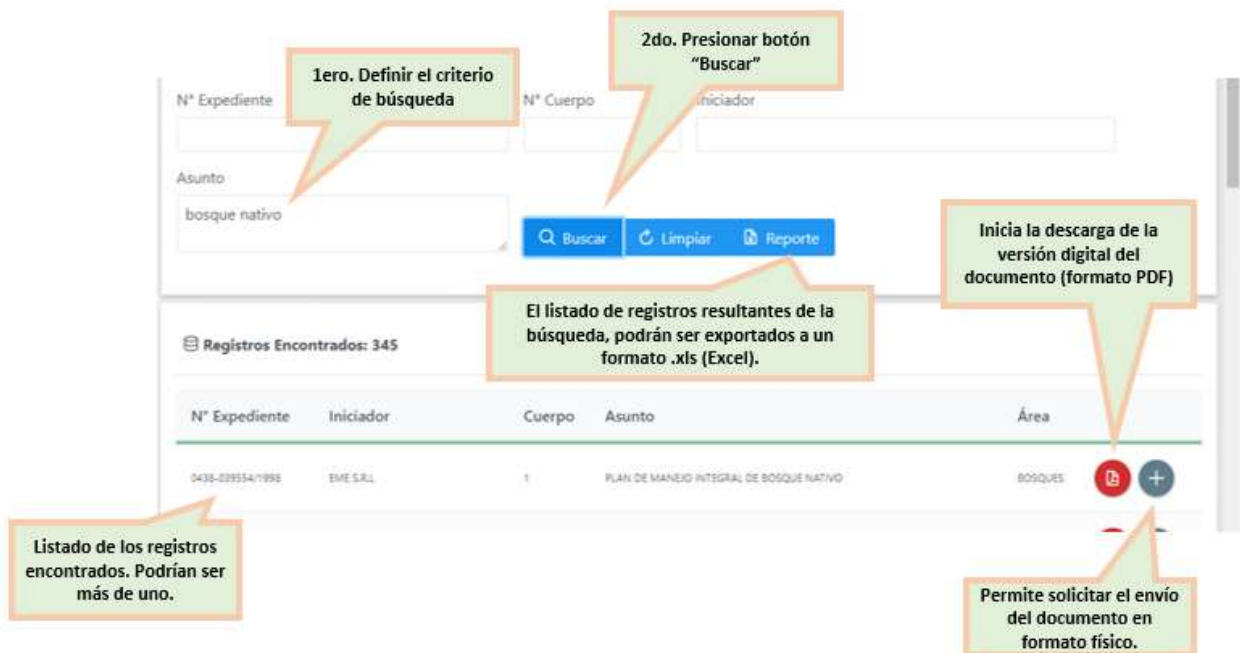 2do. Presionar botón
“Buscar”
1ero. Definir el criterio
de búsqueda
N° Expediente
N° Cuerpo
Iniciador
Asunto
bosque nativo
Buscar
Limpiar
Reporte
Inicia la descarga de la
versión digital del
documento (formato PDF)
El listado de registros resultantes de la
búsqueda, podrán ser exportados a un
formato .xls (Excel).
Registros Encontrados: 345
N° Expediente
Iniciador
Cuerpo
Asunto
Área
0436-039554/1998
EME S.R.L.
1
PLAN DE MANEJO INTEGRAL DE BOSQUE NATIVO
BOSQUES
Listado de los registros
encontrados. Podrían ser
más de uno.
Permite solicitar el envío
del documento en
formato físico.